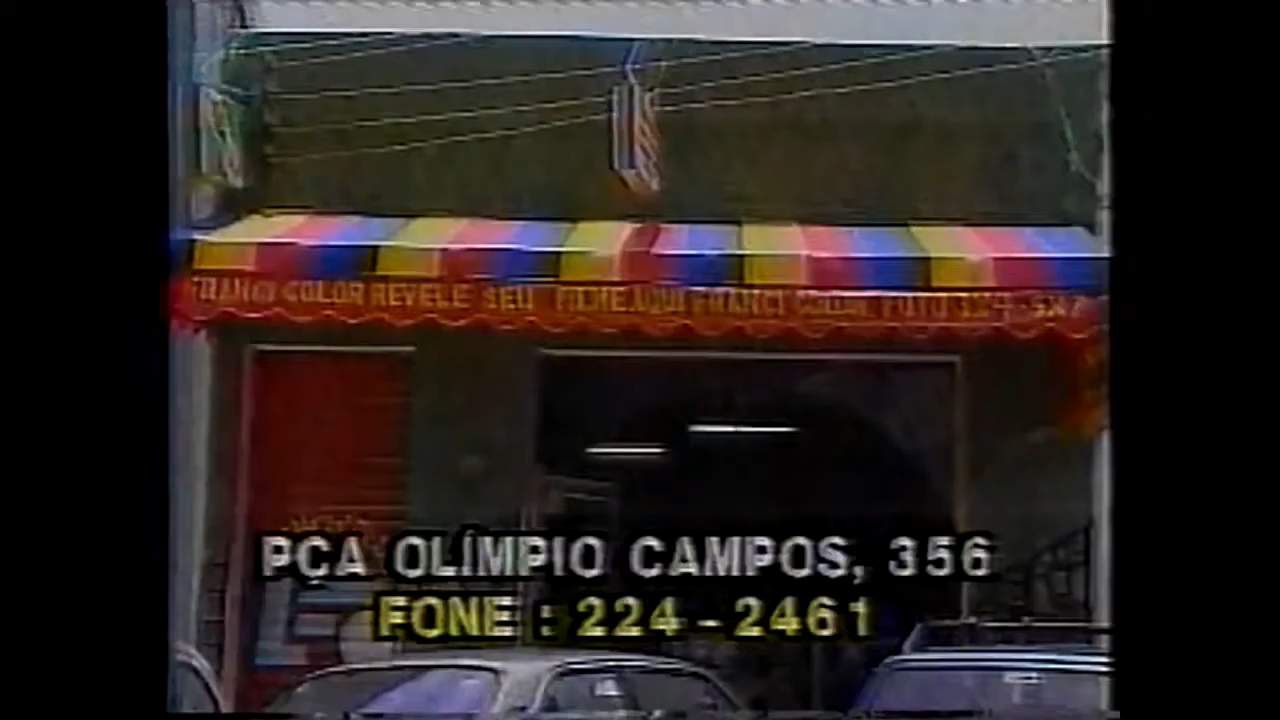 FRANCI COLOR REVELE SEU FILME AQUI FRANCI COLOR FOTO
PÇA OLÍMPIO CAMPOS, 356
FONE : 224-2461